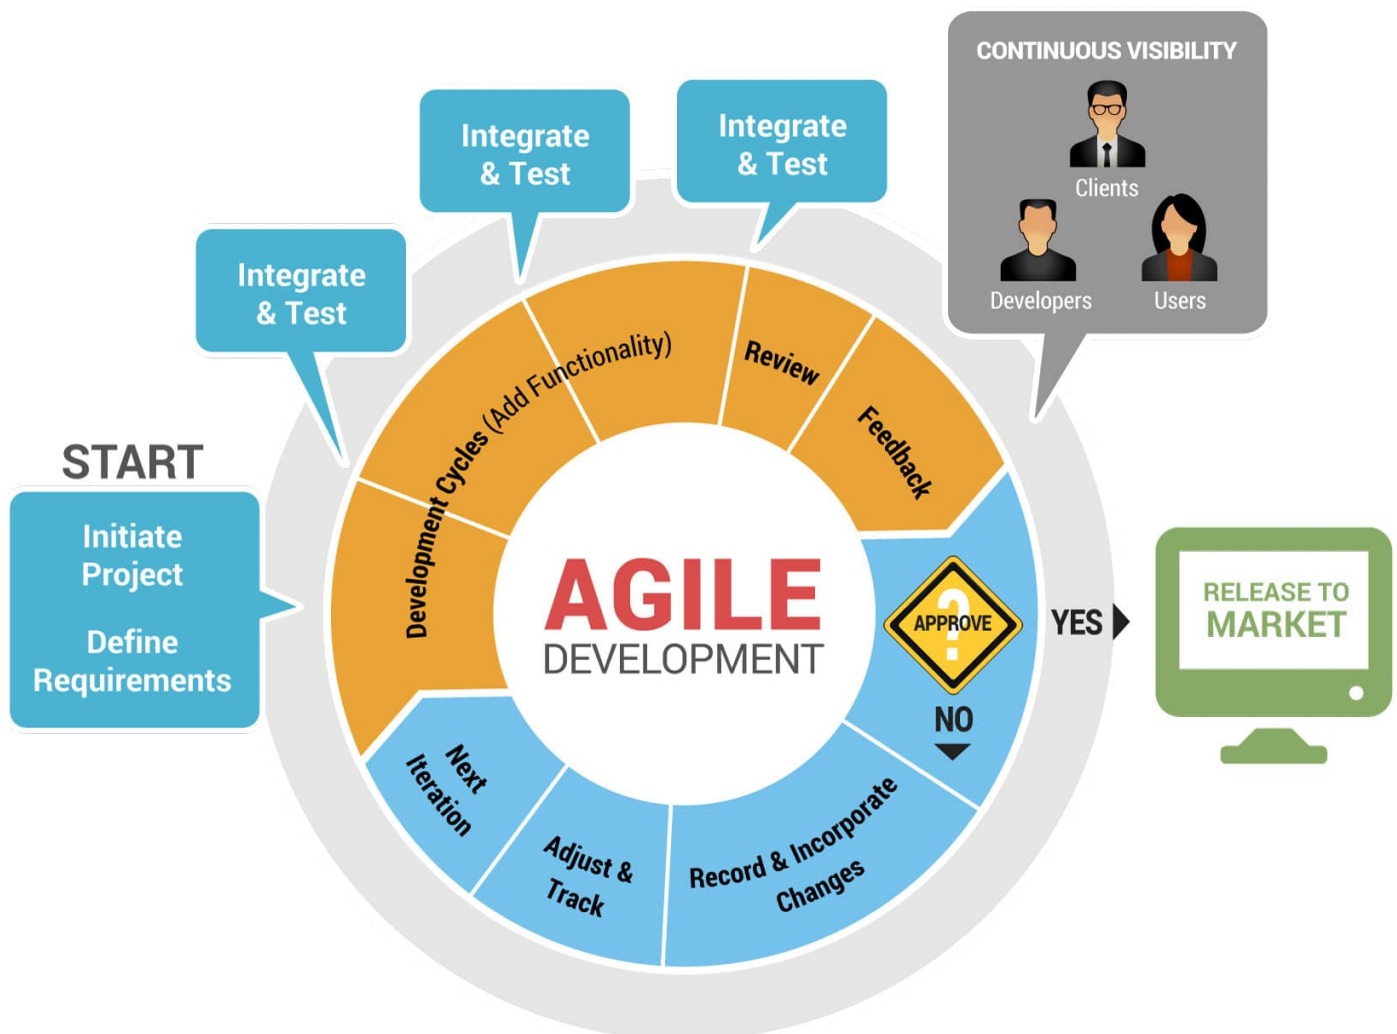 CONTINUOUS VISIBILITY
Clients
Developers
Users
Integrate
& Test
Integrate
& Test
Integrate
& Test
START
Initiate
Project
Define
Requirements
Development Cycles (Add Functionality)
Review
Feedback
AGILE
DEVELOPMENT
?
APPROVE
YES
RELEASE TO
MARKET
NO
Record & Incorporate
Changes
Adjust &
Track
Next
Iteration